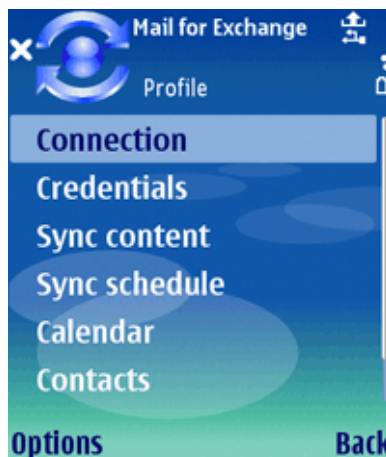 Mail for Exchange
Profile
Connection
Credentials
Sync content
Sync schedule
Calendar
Contacts
Options Back